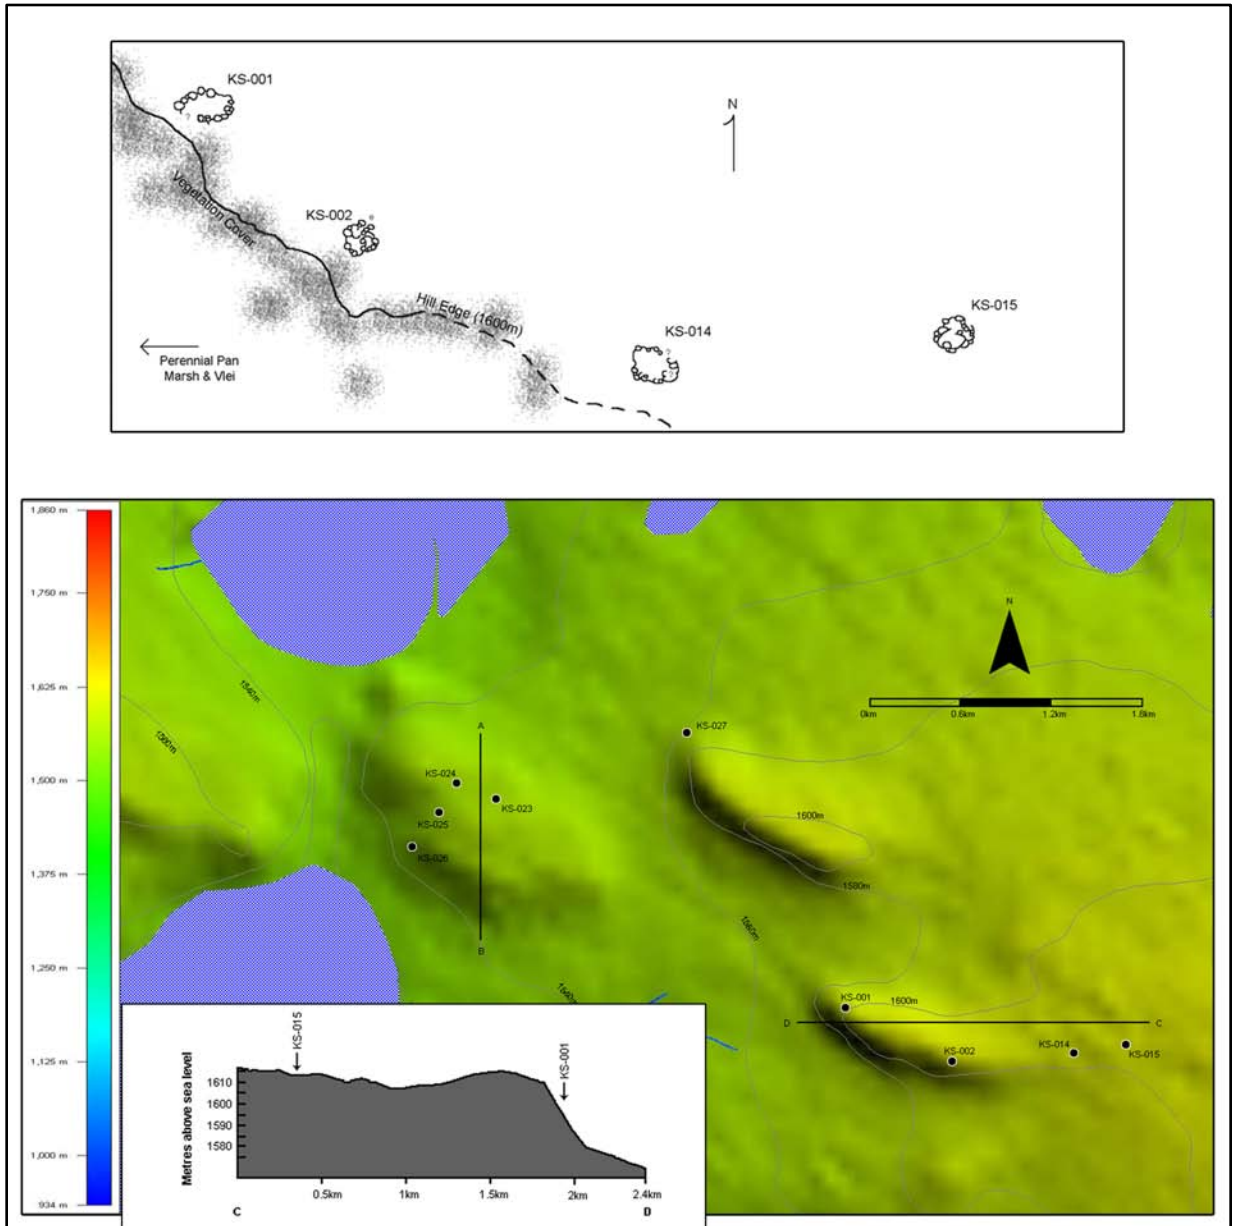 KS-001
N
KS-002
Vegetation Cover
KS-015
Hill Edge (1600m)
KS-014
?
Perennial Pan
Marsh & Vlei
1,860 m
1,750 m
1,625 m
1,500 m
1,375 m
1,250 m
1,125 m
1,000 m
934 m
N
1540m
0km
0.6km
1.2km
1.8km
A
KS-027
1500m
KS-024
KS-023
KS-025
1600m
KS-026
1580m
1560m
B
1540m
KS-001
1600m
D
C
KS-002
KS-014
KS-015
KS-015
KS-001
Metres above sea level
1610
1600
1590
1580
0.5km
1km
1.5km
2km
2.4km
C
D